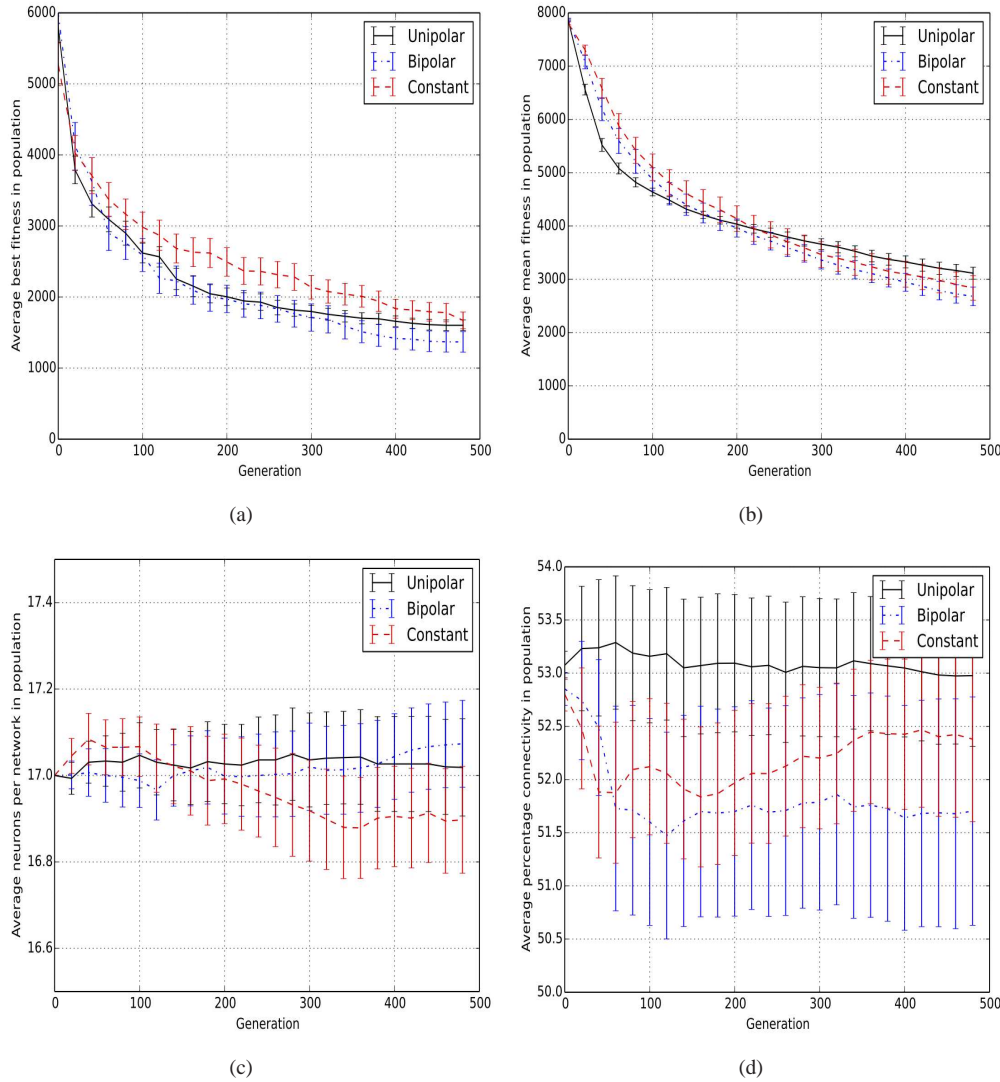 6000
5000
4000
3000
2000
1000
0
0 100 200 300 400 500
Average best fitness in population
Generation
Unipolar
Bipolar
Constant
(a)
8000
7000
6000
5000
4000
3000
2000
1000
0
0 100 200 300 400 500
Average mean fitness in population
Generation
Unipolar
Bipolar
Constant
(b)
17.4
17.2
17.0
16.8
16.6
0 100 200 300 400 500
Average neurons per network in population
Generation
Unipolar
Bipolar
Constant
(c)
54.0
53.5
53.0
52.5
52.0
51.5
51.0
50.5
50.0
0 100 200 300 400 500
Average percentage connectivity in population
Generation
Unipolar
Bipolar
Constant
(d)